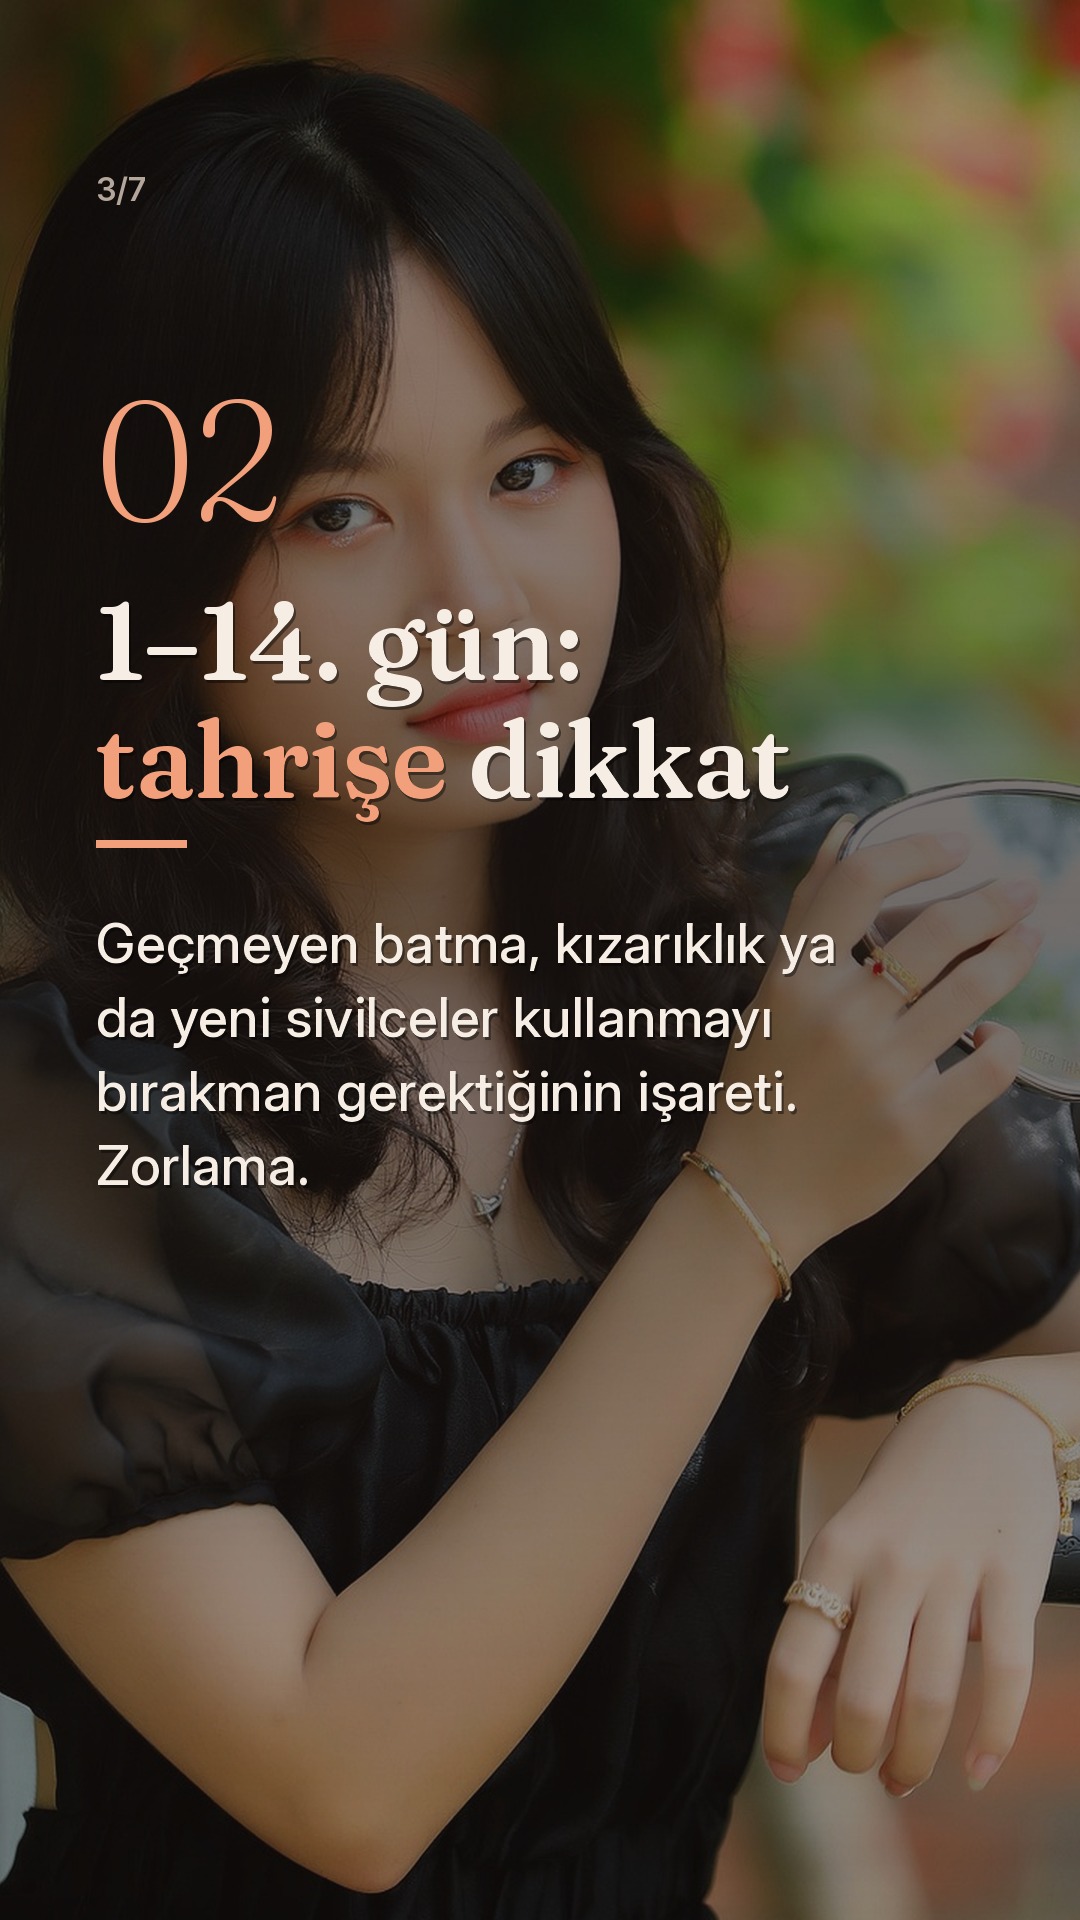 3/7
02
1–14. gün:
tahrişe dikkat
Geçmeyen batma, kızarıklık ya
da yeni sivilceler kullanmayı
bırakman gerektiğinin işareti.
Zorlama.